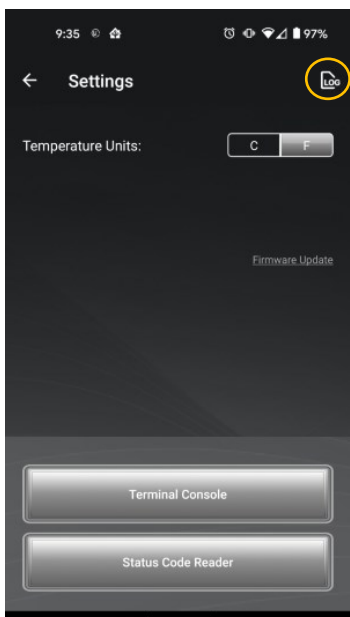 9:35 97%
Settings LOG
Temperature Units: C F
Firmware Update
Terminal Console
Status Code Reader